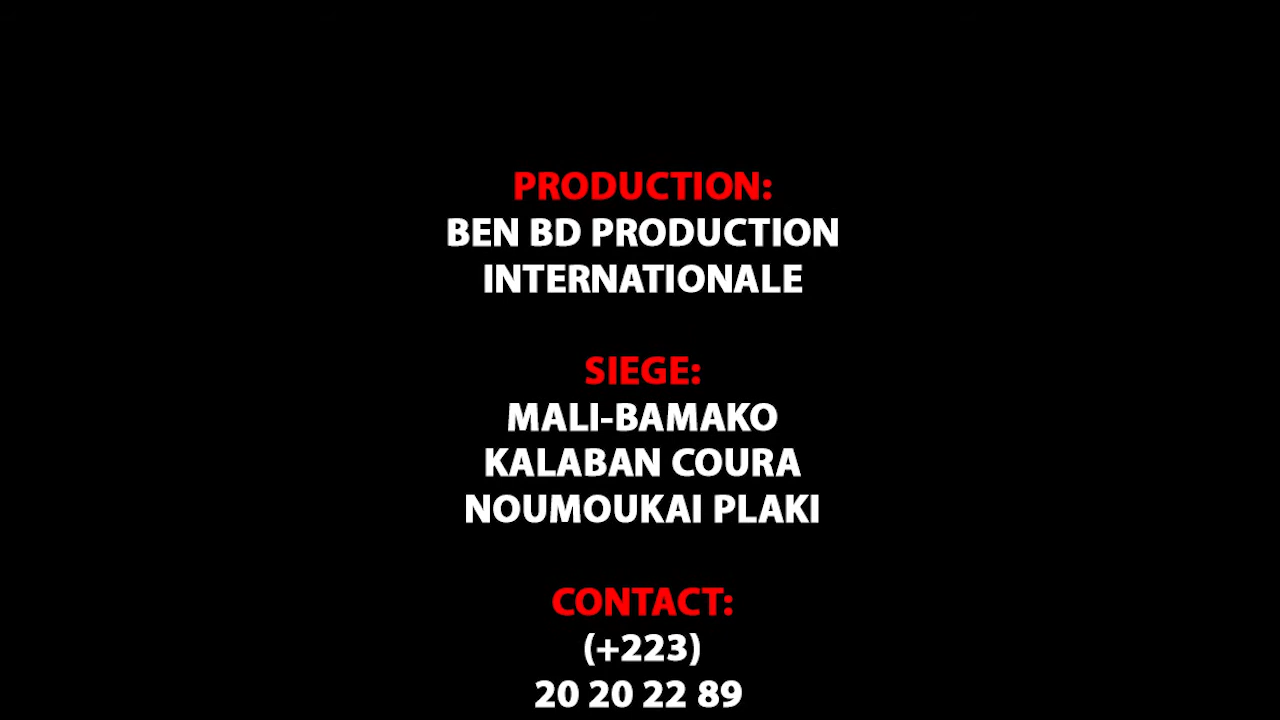 PRODUCTION:
BEN BD PRODUCTION
INTERNATIONALE
SIEGE:
MALI-BAMAKO
KALABAN COURA
NOUMOUKAI PLAKI
CONTACT:
(+223)
20 20 22 89